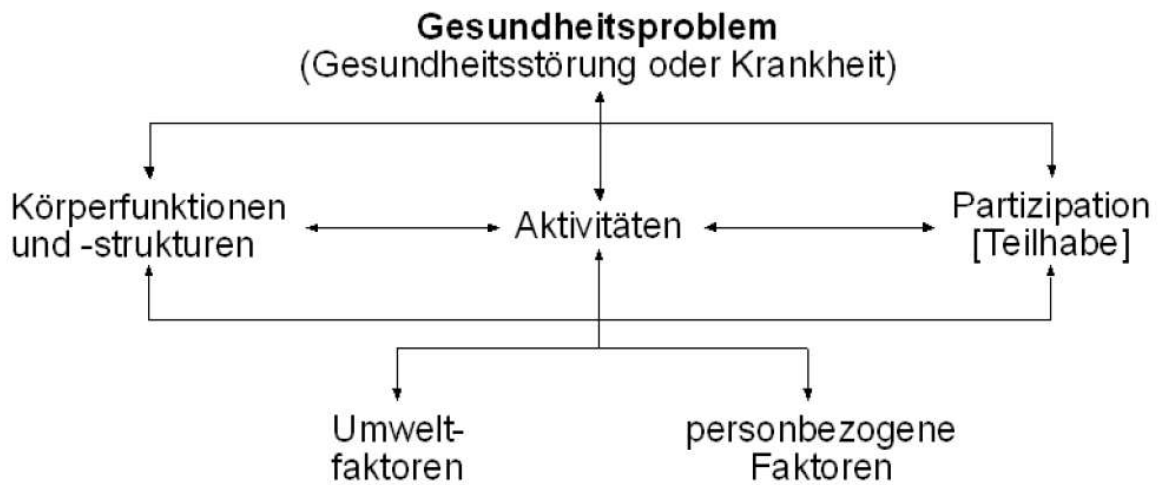 Gesundheitsproblem
(Gesundheitsstörung oder Krankheit)
Körperfunktionen
und -strukturen
Aktivitäten
Partizipation
[Teilhabe]
Umwelt-
faktoren
personbezogene
Faktoren